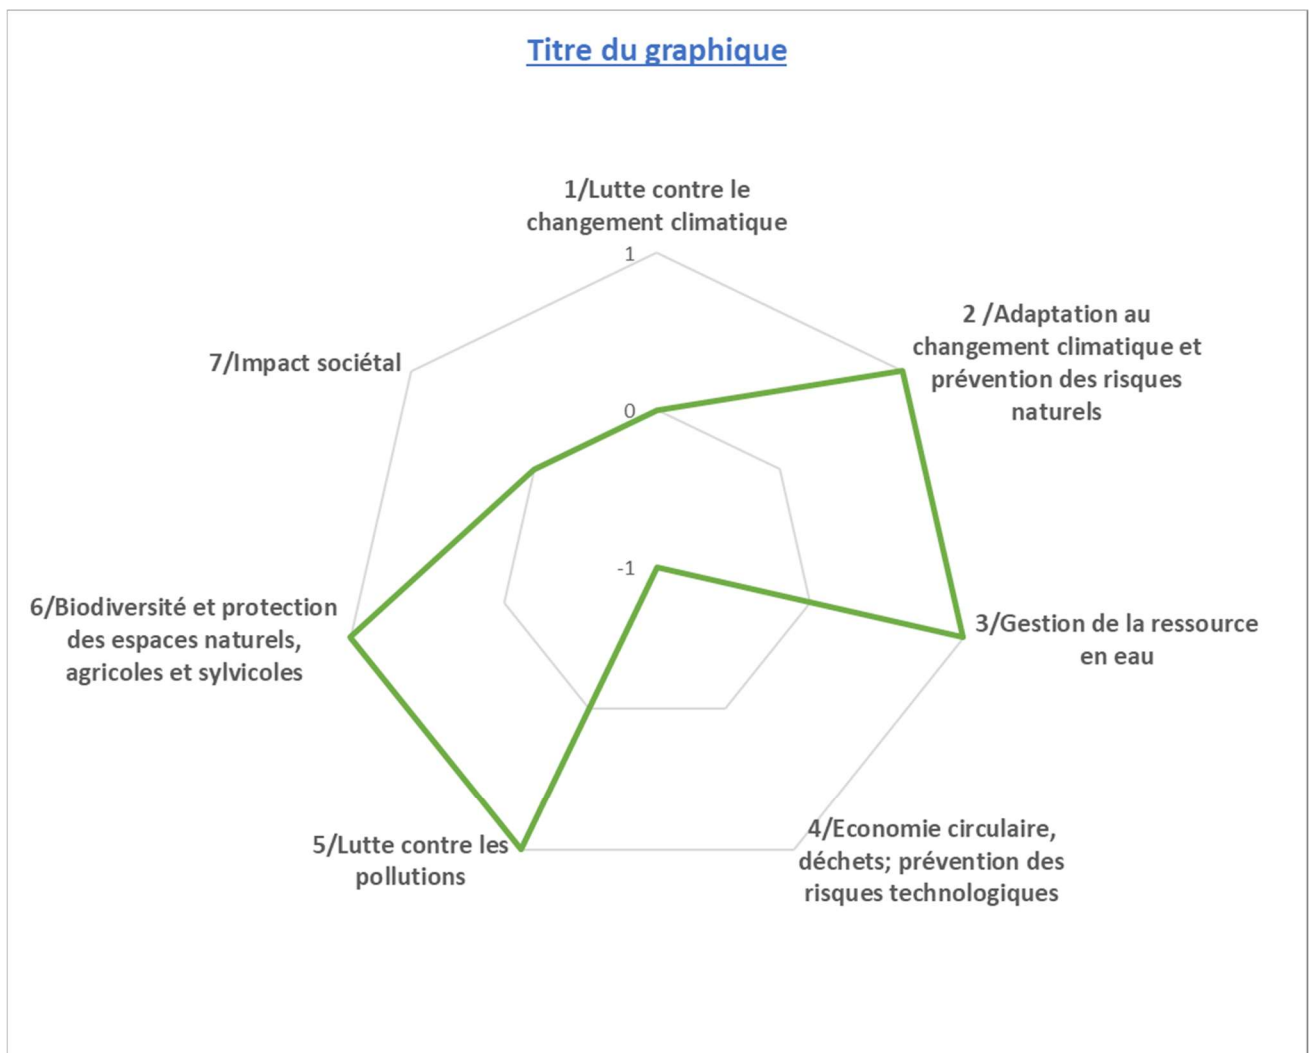 Titre du graphique
1/Lutte contre le
changement climatique
1
2 /Adaptation au
changement climatique et
prévention des risques
naturels
7/Impact sociétal
0
-1
6/Biodiversité et protection
des espaces naturels,
agricoles et sylvicoles
3/Gestion de la ressource
en eau
5/Lutte contre les
pollutions
4/Economie circulaire,
déchets; prévention des
risques technologiques